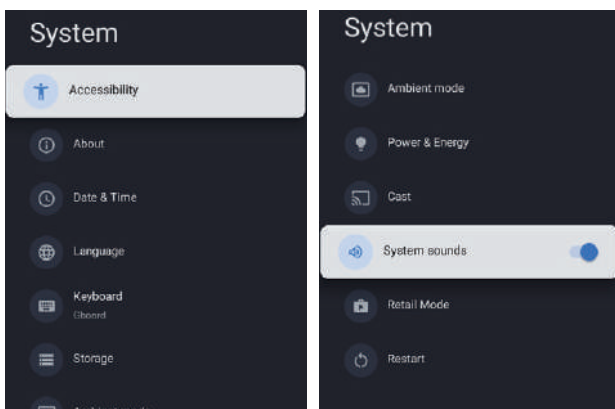 System
Accessibility
About
Date & Time
Language
Keyboard
Gboard
Storage
System
Ambient mode
Power & Energy
Cast
System sounds
Retail Mode
Restart